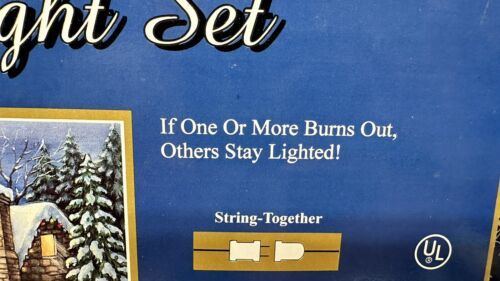 ght Set
If One Or More Burns Out,
Others Stay Lighted!
String-Together
UL